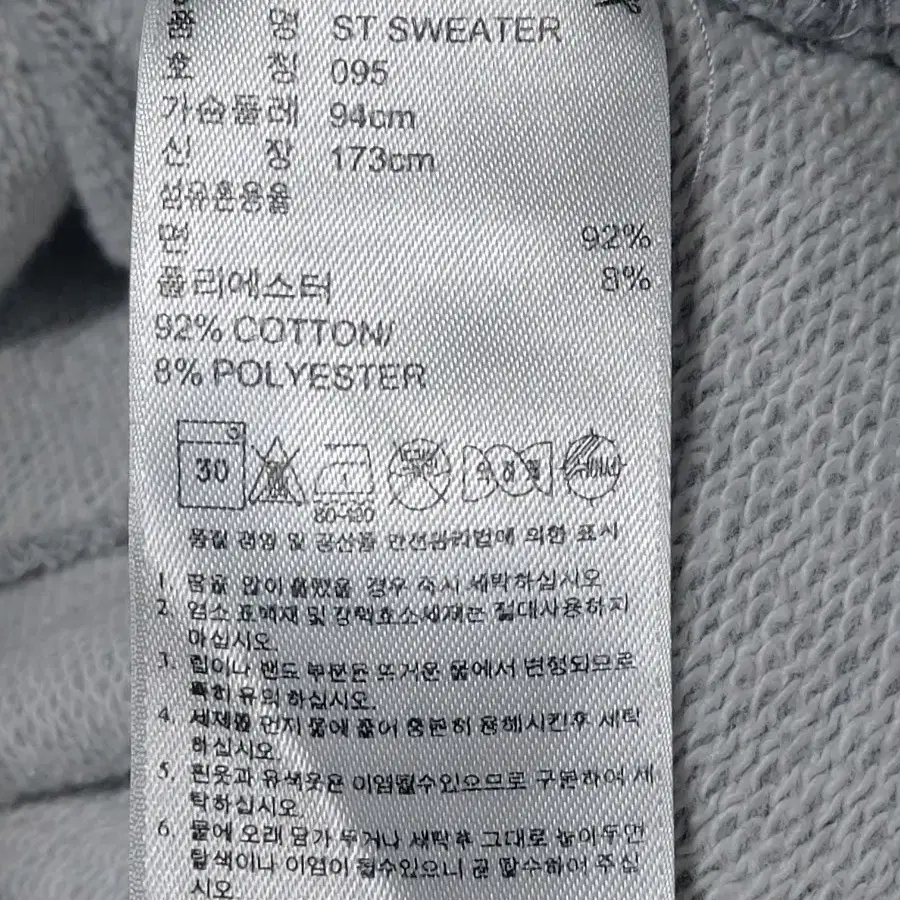 품 명 ST SWEATER
호 칭 095
가슴둘레 94cm
신 장 173cm
섬유혼용율
면 92%
폴리에스터 8%
92% COTTON/
8% POLYESTER
30
80-120
품질 경영 및 공산품 안전관리법에 의한 표시
1. 땀을 많이 흘렸을 경우 즉시 세탁하십시오
2. 염소 표백제 및 강력효소세제는 절대사용하지
마십시오.
3. 립이나 밴드 부분은 뜨거운 물에서 변형되므로
특히 유의 하십시오.
4. 세제를 먼저 물에 풀어 충분히 용해시킨후 세탁
하십시오.
5. 흰옷과 유색옷은 이염될수있으므로 구분하여 세
탁하십시오
6. 물에 오래 담가 두거나 세탁후 그대로 놓아두면
탈색이나 이염이 될수있으니 곧 탈수하여 주십
시오